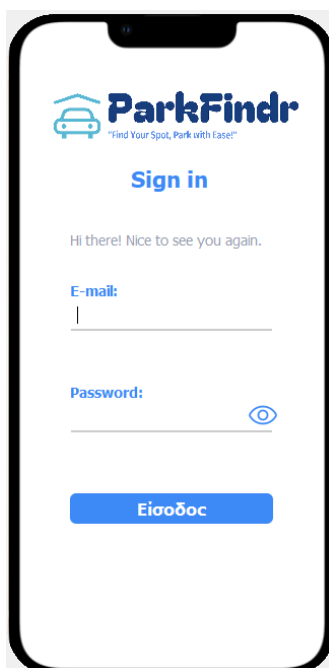 ParkFindr
"Find Your Spot, Park with Ease!"
Sign in
Hi there! Nice to see you again.
E-mail:
Password:
Είσοδος